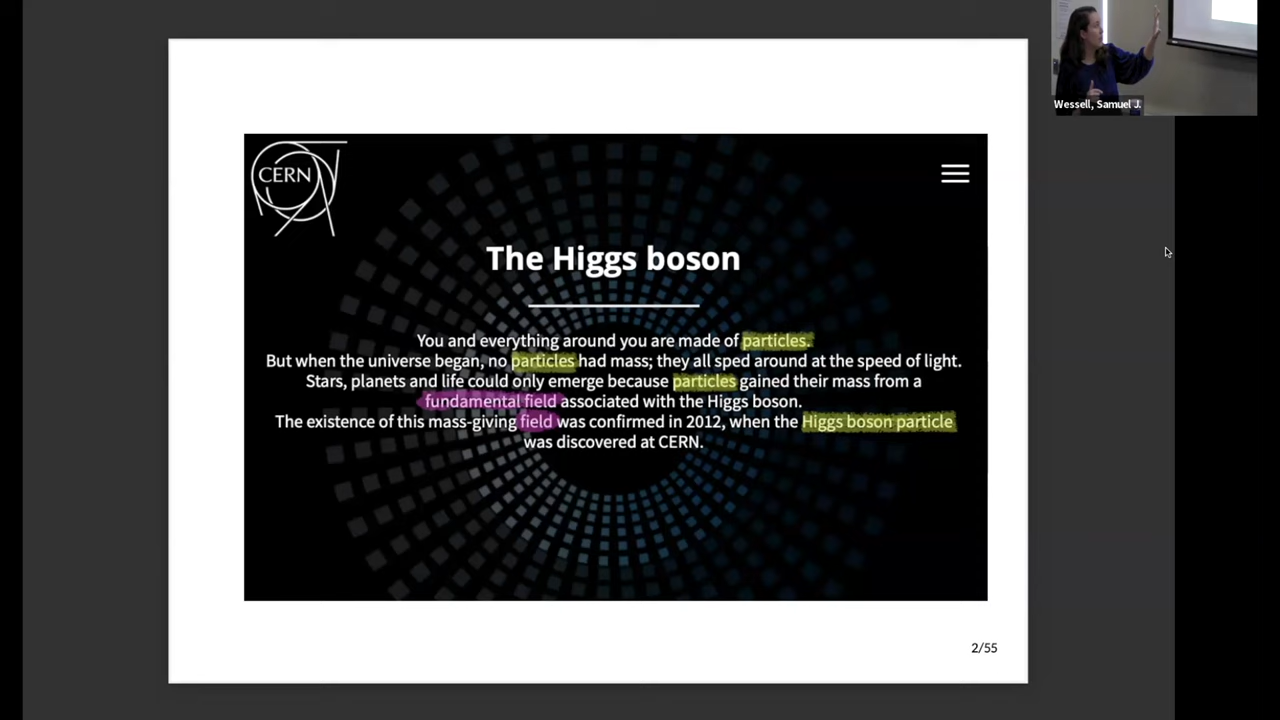 Wessell, Samuel J.
CERN
The Higgs boson
You and everything around you are made of particles.
But when the universe began, no particles had mass; they all sped around at the speed of light.
Stars, planets and life could only emerge because particles gained their mass from a
fundamental field associated with the Higgs boson.
The existence of this mass-giving field was confirmed in 2012, when the Higgs boson particle
was discovered at CERN.
2/55